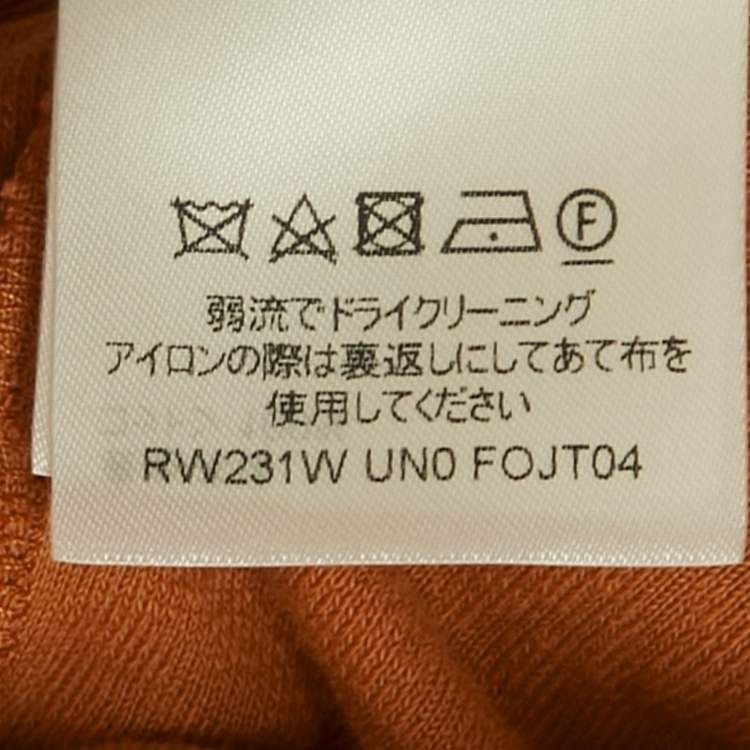 F
弱流でドライクリーニング
アイロンの際は裏返しにしてあて布を
使用してください
RW231W UN0 FOJT04